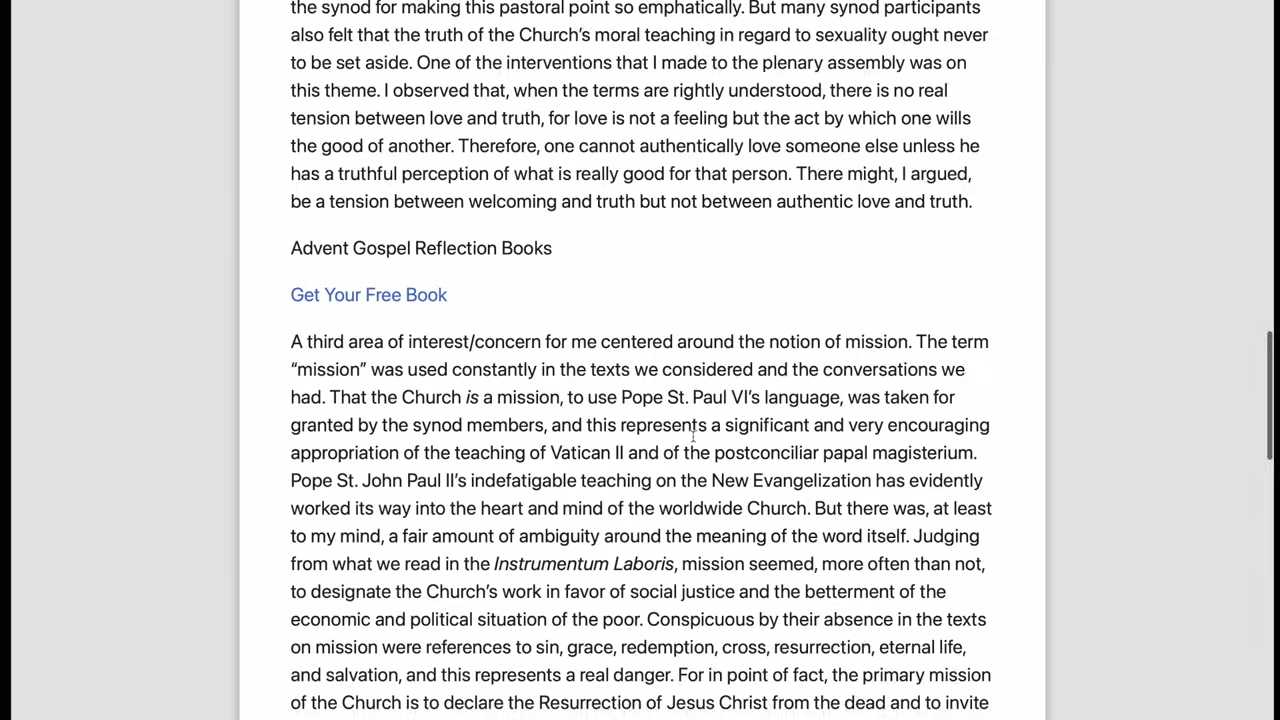 the synod for making this pastoral point so emphatically. But many synod participants
also felt that the truth of the Church’s moral teaching in regard to sexuality ought never
to be set aside. One of the interventions that I made to the plenary assembly was on
this theme. I observed that, when the terms are rightly understood, there is no real
tension between love and truth, for love is not a feeling but the act by which one wills
the good of another. Therefore, one cannot authentically love someone else unless he
has a truthful perception of what is really good for that person. There might, I argued,
be a tension between welcoming and truth but not between authentic love and truth.
Advent Gospel Reflection Books
Get Your Free Book
A third area of interest/concern for me centered around the notion of mission. The term
“mission” was used constantly in the texts we considered and the conversations we
had. That the Church is a mission, to use Pope St. Paul VI’s language, was taken for
granted by the synod members, and this represents a significant and very encouraging
appropriation of the teaching of Vatican II and of the postconciliar papal magisterium.
Pope St. John Paul II’s indefatigable teaching on the New Evangelization has evidently
worked its way into the heart and mind of the worldwide Church. But there was, at least
to my mind, a fair amount of ambiguity around the meaning of the word itself. Judging
from what we read in the Instrumentum Laboris, mission seemed, more often than not,
to designate the Church’s work in favor of social justice and the betterment of the
economic and political situation of the poor. Conspicuous by their absence in the texts
on mission were references to sin, grace, redemption, cross, resurrection, eternal life,
and salvation, and this represents a real danger. For in point of fact, the primary mission
of the Church is to declare the Resurrection of Jesus Christ from the dead and to invite